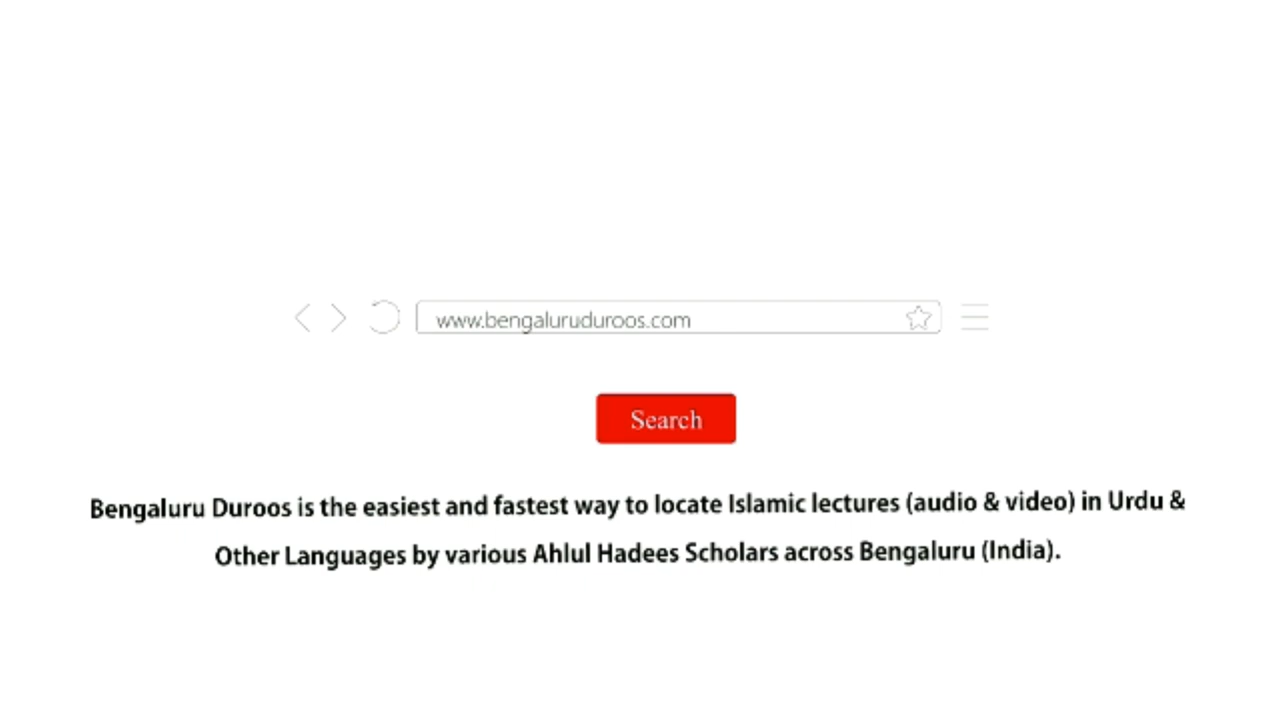 www.bengaluruduroos.com
Search
Bengaluru Duroos is the easiest and fastest way to locate Islamic lectures (audio & video) in Urdu &
Other Languages by various Ahlul Hadees Scholars across Bengaluru (India).